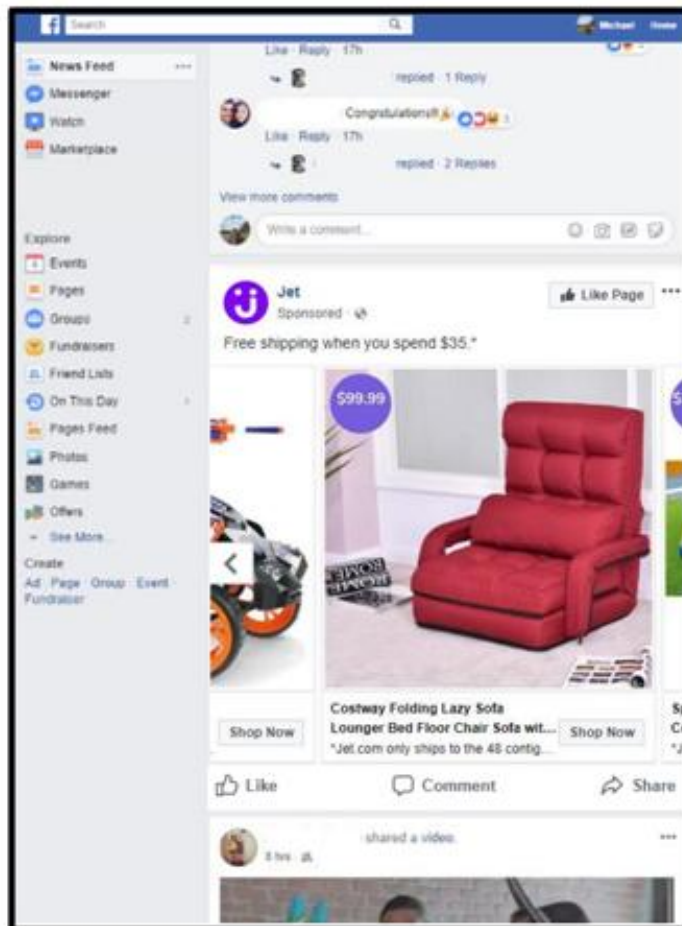 Search
Michael Home
News Feed
Messenger
Watch
Marketplace
Explore
Events
Pages
Groups 2
Fundraisers
Friend Lists
On This Day
Pages Feed
Photos
Games
Offers
See More...
Create
Ad Page Group Event
Fundraiser
Like · Reply · 17h
replied · 1 Reply
Congratulations!!
Like · Reply · 17h
replied · 2 Replies
View more comments
Write a comment...
Jet
Sponsored ·
Like Page
Free shipping when you spend $35.*
$99.99
$
ROME
ROME
Shop Now
Costway Folding Lazy Sofa
Lounger Bed Floor Chair Sofa wit...
*Jet.com only ships to the 48 contig...
Shop Now
Like Comment Share
shared a video.
8 hrs ·